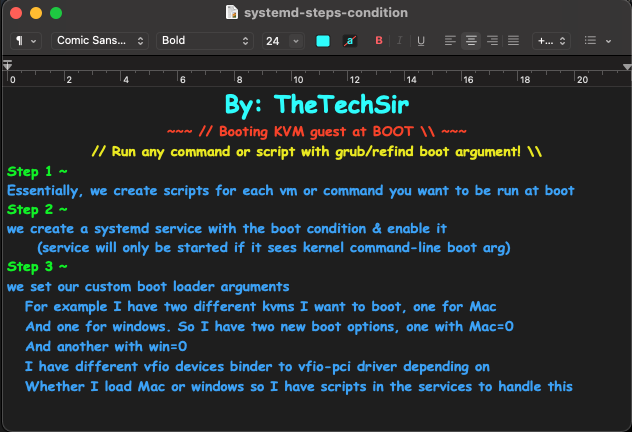 systemd-steps-condition
¶ Comic Sans... Bold 24 a B I U +...
0 2 4 6 8 10 12 14 16 18 20
By: TheTechSir
~~~ // Booting KVM guest at BOOT \\ ~~~
// Run any command or script with grub/refind boot argument! \\
Step 1 ~
Essentially, we create scripts for each vm or command you want to be run at boot
Step 2 ~
we create a systemd service with the boot condition & enable it
(service will only be started if it sees kernel command-line boot arg)
Step 3 ~
we set our custom boot loader arguments
For example I have two different kvms I want to boot, one for Mac
And one for windows. So I have two new boot options, one with Mac=0
And another with win=0
I have different vfio devices binder to vfio-pci driver depending on
Whether I load Mac or windows so I have scripts in the services to handle this